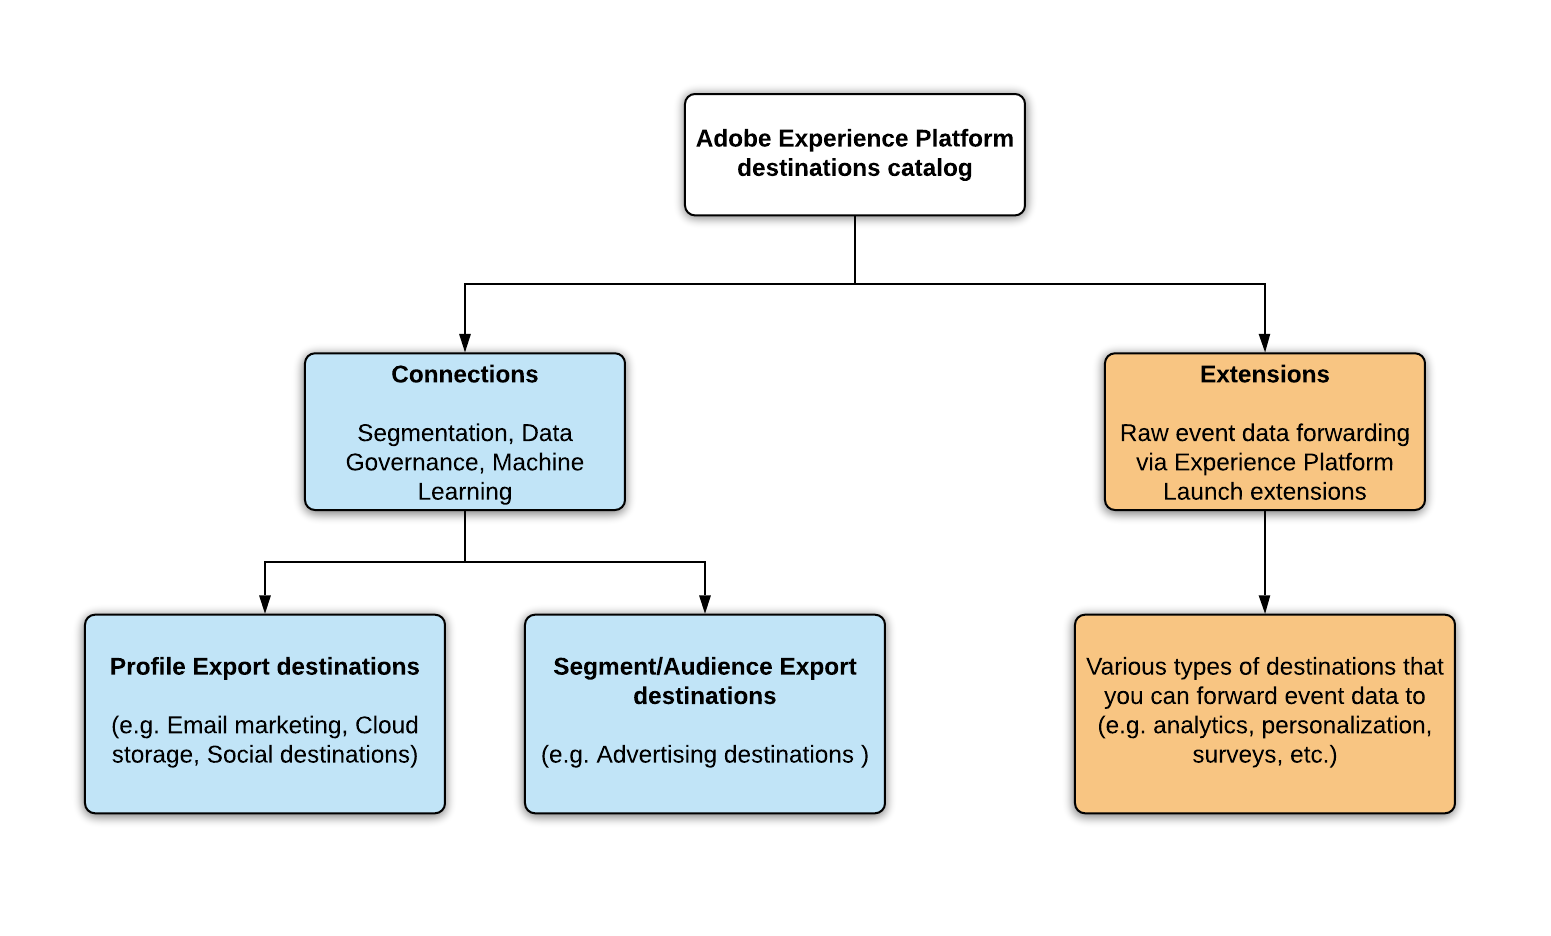 Adobe Experience Platform
destinations catalog
Connections
Segmentation, Data
Governance, Machine
Learning
Extensions
Raw event data forwarding
via Experience Platform
Launch extensions
Profile Export destinations
(e.g. Email marketing, Cloud
storage, Social destinations)
Segment/Audience Export
destinations
(e.g. Advertising destinations )
Various types of destinations that
you can forward event data to
(e.g. analytics, personalization,
surveys, etc.)